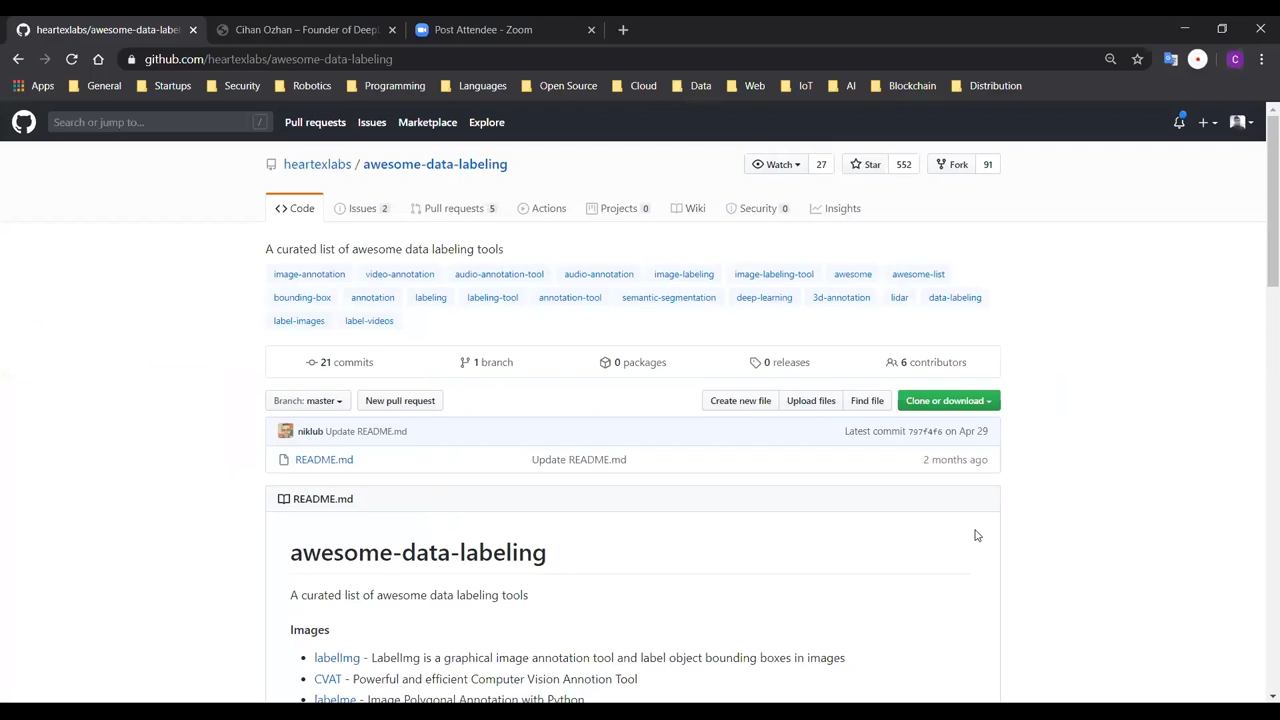 heartexlabs/awesome-data-label
Cihan Ozhan – Founder of DeepL
Post Attendee - Zoom
github.com/heartexlabs/awesome-data-labeling
C
Apps General Startups Security Robotics Programming Languages Open Source Cloud Data Web IoT AI Blockchain Distribution
Search or jump to... / Pull requests Issues Marketplace Explore
heartexlabs / awesome-data-labeling Watch 27 Star 552 Fork 91
Code Issues 2 Pull requests 5 Actions Projects 0 Wiki Security 0 Insights
A curated list of awesome data labeling tools
image-annotation video-annotation audio-annotation-tool audio-annotation image-labeling image-labeling-tool awesome awesome-list
bounding-box annotation labeling labeling-tool annotation-tool semantic-segmentation deep-learning 3d-annotation lidar data-labeling
label-images label-videos
21 commits 1 branch 0 packages 0 releases 6 contributors
Branch: master New pull request Create new file Upload files Find file Clone or download
niklub Update README.md Latest commit 797f4f6 on Apr 29
README.md Update README.md 2 months ago
README.md
awesome-data-labeling
A curated list of awesome data labeling tools
Images
labelImg - LabelImg is a graphical image annotation tool and label object bounding boxes in images
CVAT - Powerful and efficient Computer Vision Annotion Tool
labelme - Image Polygonal Annotation with Python